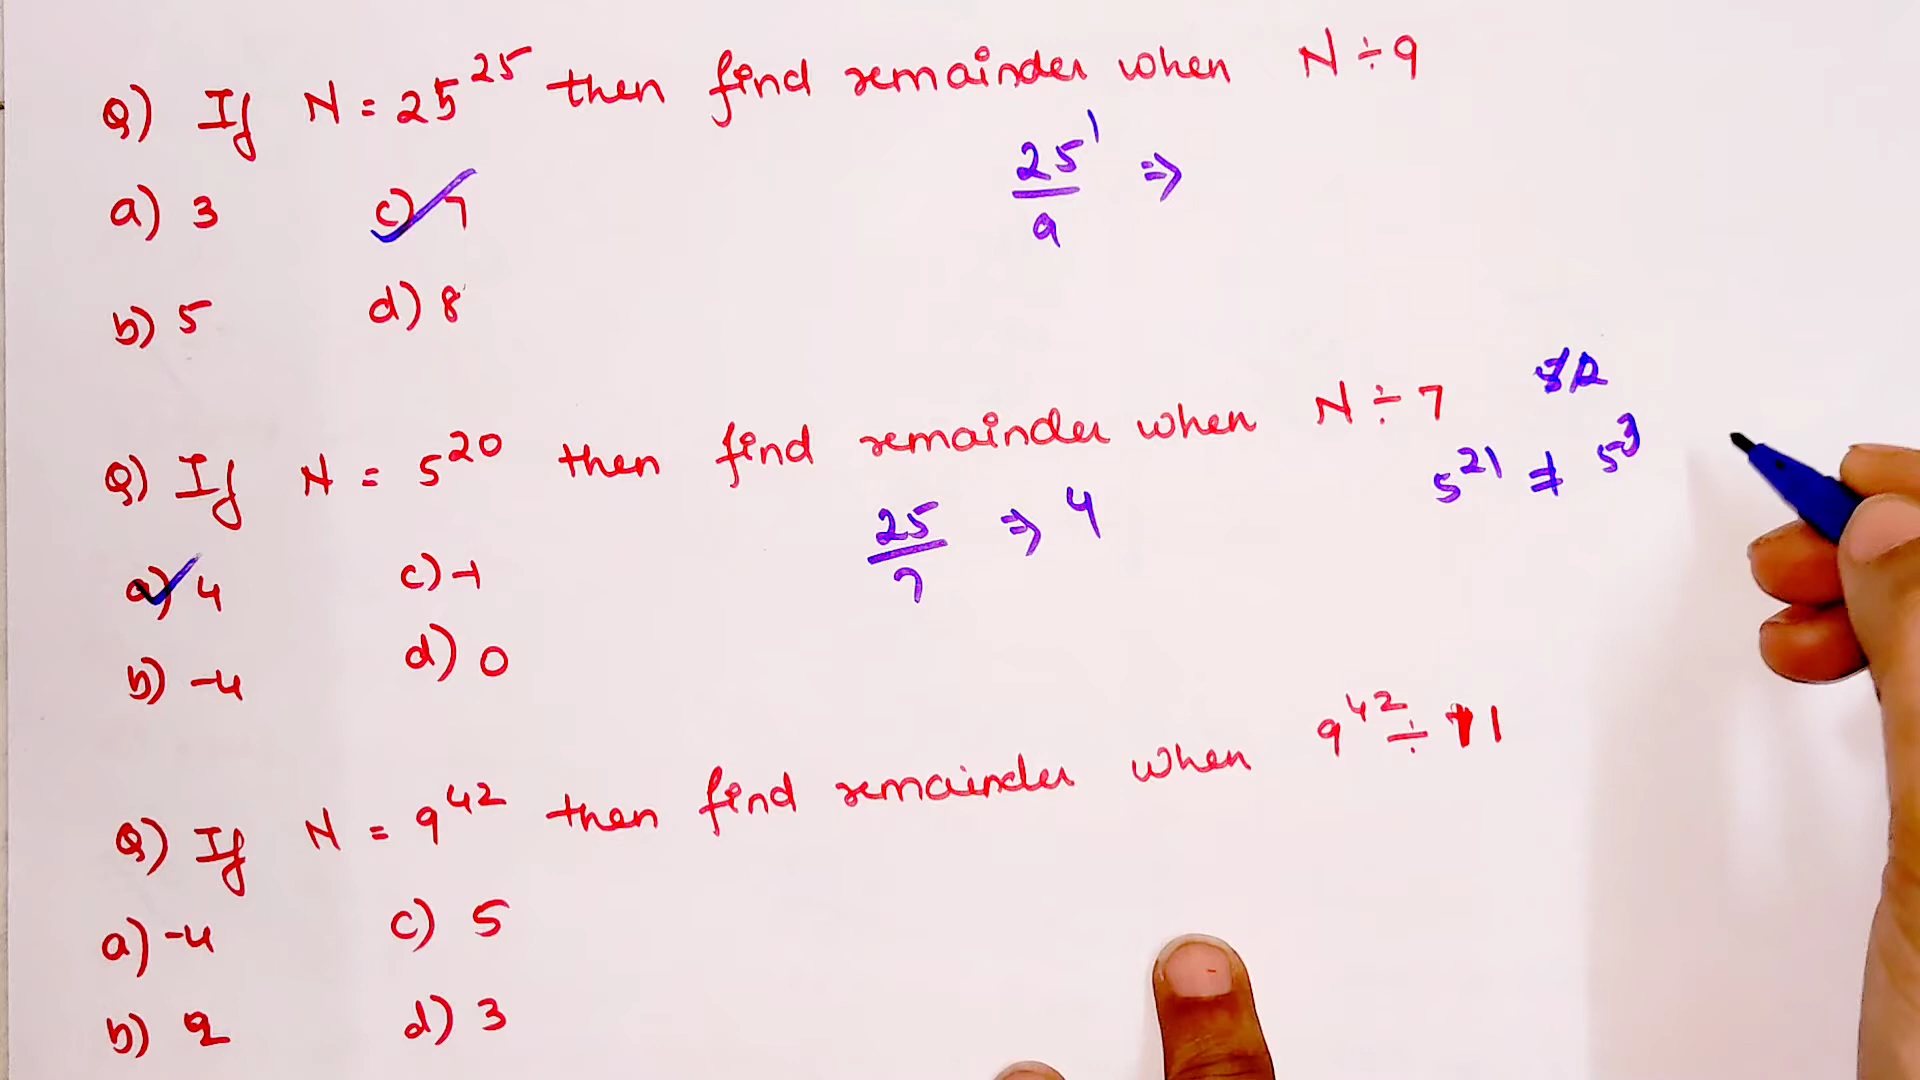 Q) If N = 25^25 then find remainder when N ÷ 9
25^1 / 9 ⇒
a) 3 c) 7
b) 5 d) 8
Q) If N = 5^20 then find remainder when N ÷ 7
5^21 ≠ 5^3
25 / 7 ⇒ 4
a) 4 c) -1
b) -4 d) 0
Q) If N = 9^42 then find remainder when 9^42 ÷ 11
a) -4 c) 5
b) 2 d) 3